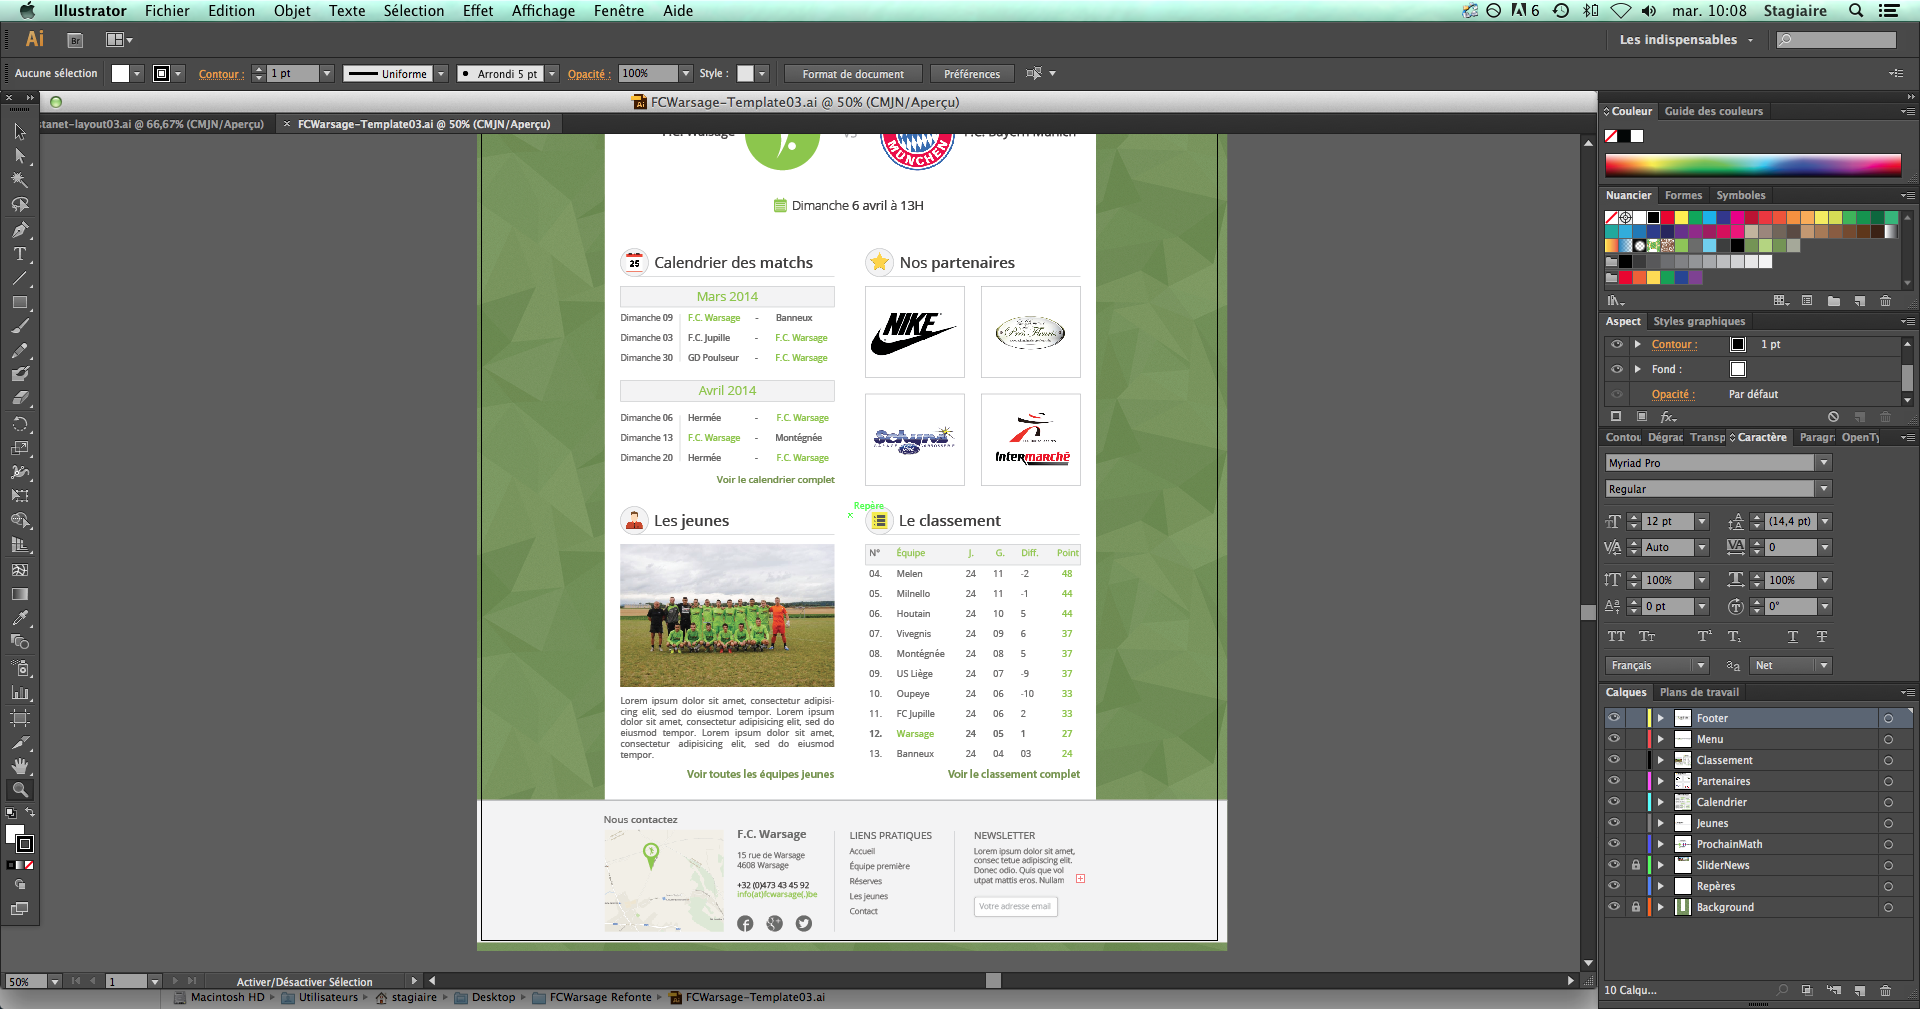 Illustrator Fichier Edition Objet Texte Sélection Effet Affichage Fenêtre Aide 6 mar. 10:08 Stagiaire
Ai Br Les indispensables
Aucune sélection Contour : 1 pt Uniforme Arrondi 5 pt Opacité : 100% Style : Format de document Préférences
FCWarsage-Template03.ai @ 50% (CMJN/Aperçu)
stanet-layout03.ai @ 66,67% (CMJN/Aperçu) × FCWarsage-Template03.ai @ 50% (CMJN/Aperçu)
F.C. Warsage VS F.C. Bayern Munich
MÜNCHEN
Dimanche 6 avril à 13H
25 Calendrier des matchs
Mars 2014
Dimanche 09 F.C. Warsage - Banneux
Dimanche 03 F.C. Jupille - F.C. Warsage
Dimanche 30 GD Poulseur - F.C. Warsage
Avril 2014
Dimanche 06 Hermée - F.C. Warsage
Dimanche 13 F.C. Warsage - Montégnée
Dimanche 20 Hermée - F.C. Warsage
Voir le calendrier complet
Nos partenaires
NIKE
Schyns
Intermarché
Repère
Les jeunes
Lorem ipsum dolor sit amet, consectetur adipisi-
cing elit, sed do eiusmod tempor. Lorem ipsum
dolor sit amet, consectetur adipisicing elit, sed do
eiusmod tempor. Lorem ipsum dolor sit amet,
consectetur adipisicing elit, sed do eiusmod
tempor.
Voir toutes les équipes jeunes
Le classement
N° Équipe J. G. Diff. Point
04. Melen 24 11 -2 48
05. Milnello 24 11 -1 44
06. Houtain 24 10 5 44
07. Vivegnis 24 09 6 37
08. Montégnée 24 08 5 37
09. US Liège 24 07 -9 37
10. Oupeye 24 06 -10 33
11. FC Jupille 24 06 2 33
12. Warsage 24 05 1 27
13. Banneux 24 04 03 24
Voir le classement complet
Nous contactez
F.C. Warsage
15 rue de Warsage
4608 Warsage
+32 (0)473 43 45 92
info(at)fcwarsage(.)be
LIENS PRATIQUES
Accueil
Équipe première
Réserves
Les jeunes
Contact
NEWSLETTER
Lorem ipsum dolor sit amet,
consec tetue adipiscing elit.
Donec odio. Quis que vol
utpat mattis eros. Nullam
Votre adresse email
Couleur Guide des couleurs
Nuancier Formes Symboles
Aspect Styles graphiques
Contour : 1 pt
Fond :
Opacité : Par défaut
fx
Contou Dégrac Transp Caractère Paragr OpenTy
Myriad Pro
Regular
12 pt (14,4 pt)
Auto 0
100% 100%
0 pt 0°
Français aa Net
Calques Plans de travail
Footer
Menu
Classement
Partenaires
Calendrier
Jeunes
ProchainMath
SliderNews
Repères
Background
10 Calqu...
50% 1 Activer/Désactiver Sélection
Macintosh HD Utilisateurs stagiaire Desktop FCWarsage Refonte FCWarsage-Template03.ai